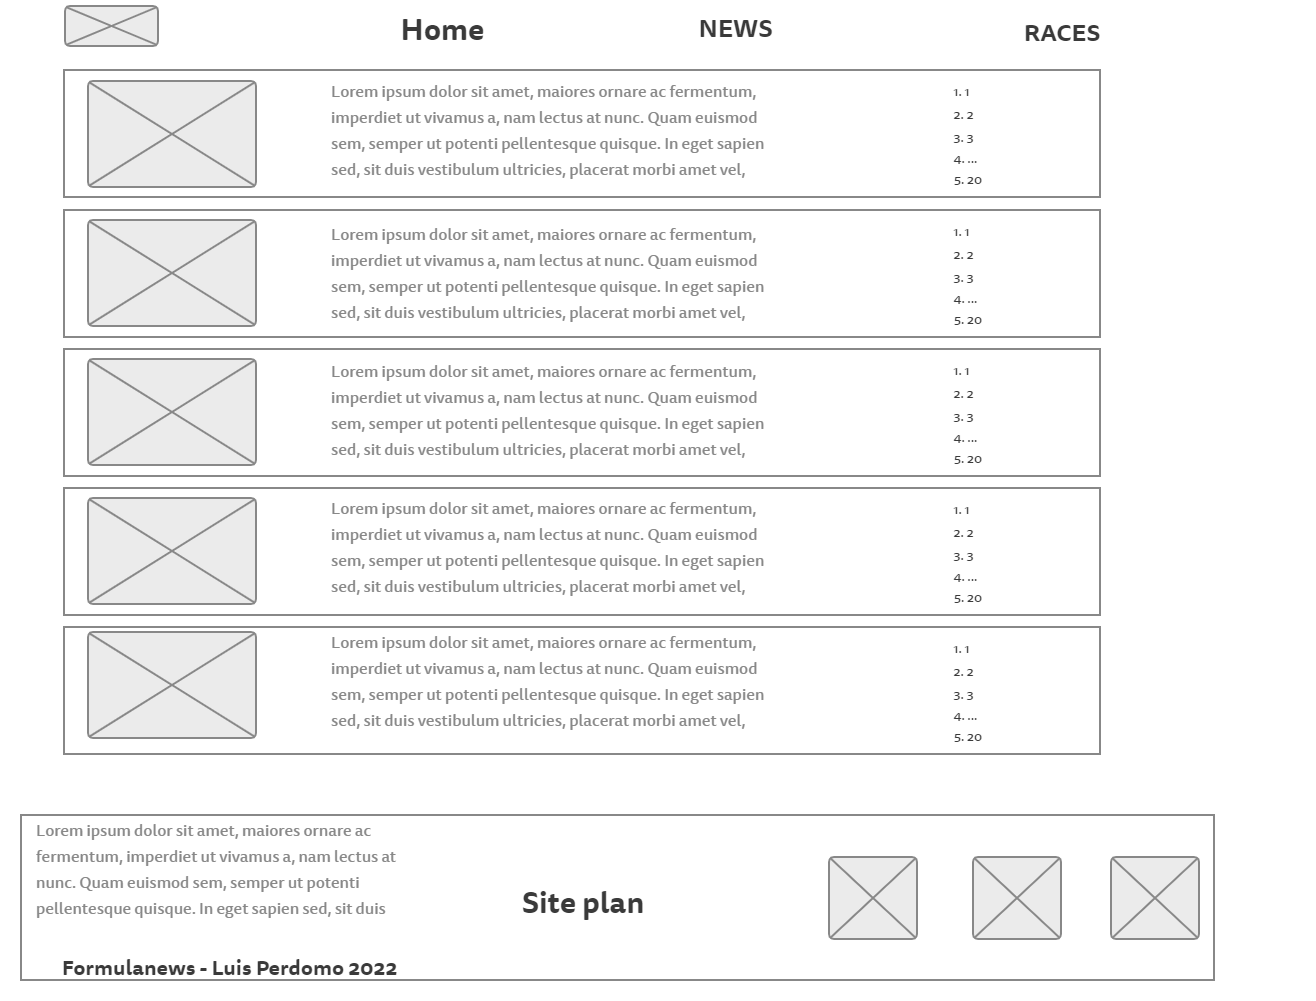 Home
NEWS
RACES
Lorem ipsum dolor sit amet, maiores ornare ac fermentum,
imperdiet ut vivamus a, nam lectus at nunc. Quam euismod
sem, semper ut potenti pellentesque quisque. In eget sapien
sed, sit duis vestibulum ultricies, placerat morbi amet vel,
1. 1
2. 2
3. 3
4. ...
5. 20
Lorem ipsum dolor sit amet, maiores ornare ac fermentum,
imperdiet ut vivamus a, nam lectus at nunc. Quam euismod
sem, semper ut potenti pellentesque quisque. In eget sapien
sed, sit duis vestibulum ultricies, placerat morbi amet vel,
1. 1
2. 2
3. 3
4. ...
5. 20
Lorem ipsum dolor sit amet, maiores ornare ac fermentum,
imperdiet ut vivamus a, nam lectus at nunc. Quam euismod
sem, semper ut potenti pellentesque quisque. In eget sapien
sed, sit duis vestibulum ultricies, placerat morbi amet vel,
1. 1
2. 2
3. 3
4. ...
5. 20
Lorem ipsum dolor sit amet, maiores ornare ac fermentum,
imperdiet ut vivamus a, nam lectus at nunc. Quam euismod
sem, semper ut potenti pellentesque quisque. In eget sapien
sed, sit duis vestibulum ultricies, placerat morbi amet vel,
1. 1
2. 2
3. 3
4. ...
5. 20
Lorem ipsum dolor sit amet, maiores ornare ac fermentum,
imperdiet ut vivamus a, nam lectus at nunc. Quam euismod
sem, semper ut potenti pellentesque quisque. In eget sapien
sed, sit duis vestibulum ultricies, placerat morbi amet vel,
1. 1
2. 2
3. 3
4. ...
5. 20
Lorem ipsum dolor sit amet, maiores ornare ac
fermentum, imperdiet ut vivamus a, nam lectus at
nunc. Quam euismod sem, semper ut potenti
pellentesque quisque. In eget sapien sed, sit duis
Site plan
Formulanews - Luis Perdomo 2022